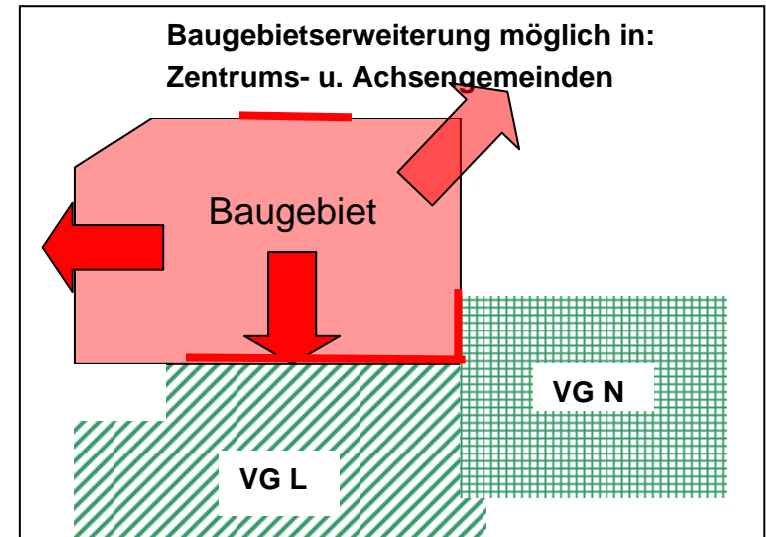 Baugebietserweiterung möglich in:
Zentrums- u. Achsengemeinden
Baugebiet
VG N
VG L